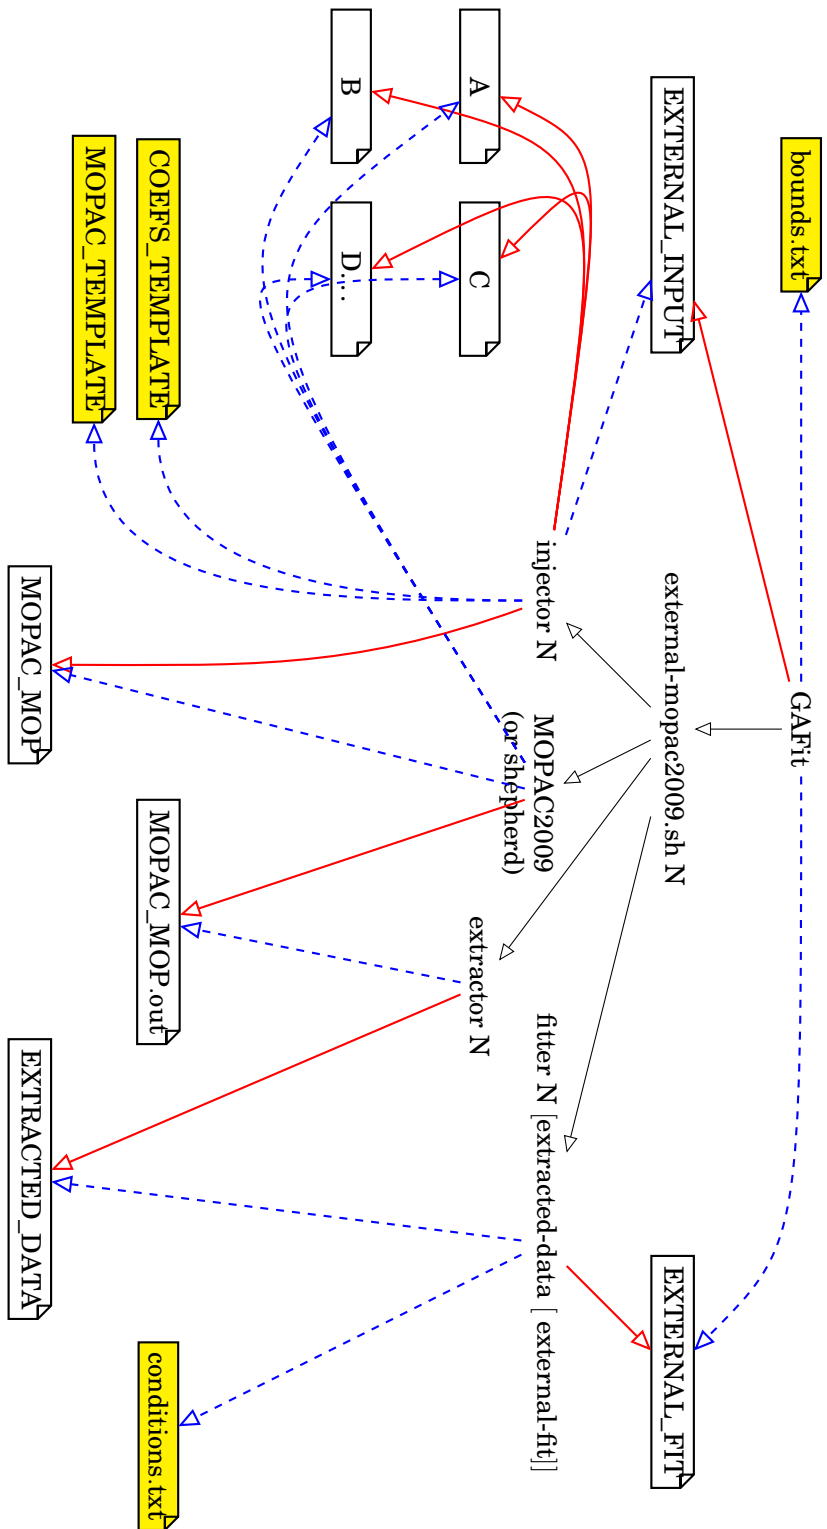 bounds.txt
GAFit
EXTERNAL_INPUT
external-mopac2009.sh N
EXTERNAL_FIT
injector N
MOPAC2009
(or shepherd)
fitter N [extracted-data [ external-fit]]
A
C
extractor N
B
D....
COEFS_TEMPLATE
MOPAC_MOP.out
conditions.txt
MOPAC_TEMPLATE
MOPAC_MOP
EXTRACTED_DATA